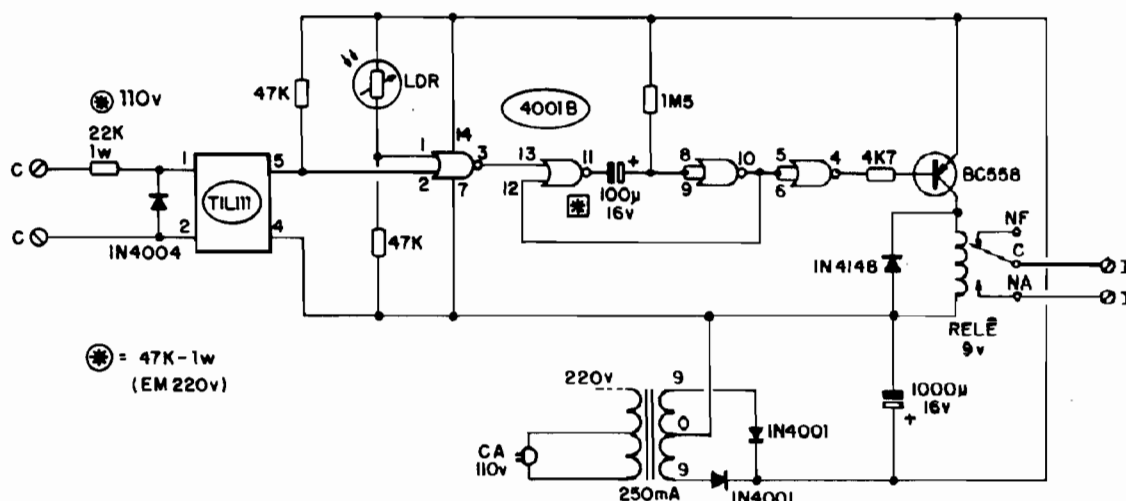 ⊛ 110v
22K
1w
C
1
2
C
1N4004
TIL111
5
4
47K
LDR
47K
1
2
14
3
7
4001B
13
12
11
100µ
16v
+
1M5
8
9
10
5
6
4
4K7
BC558
1N4148
NF
C
NA
RELÊ
9v
⊛ = 47K-1w
(EM 220v)
220v
CA
110v
9
0
9
250mA
1N4001
1N4001
1000µ
16v
+